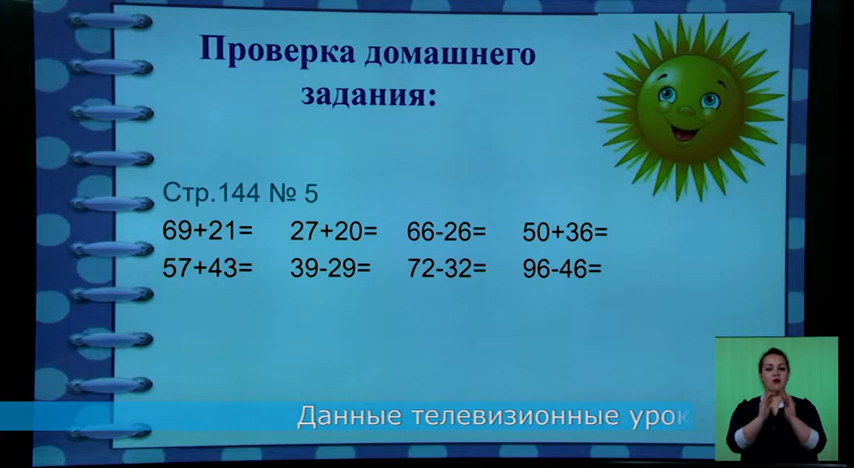 Проверка домашнего
задания:
Стр.144 № 5
69+21= 27+20= 66-26= 50+36=
57+43= 39-29= 72-32= 96-46=
Данные телевизионные урок